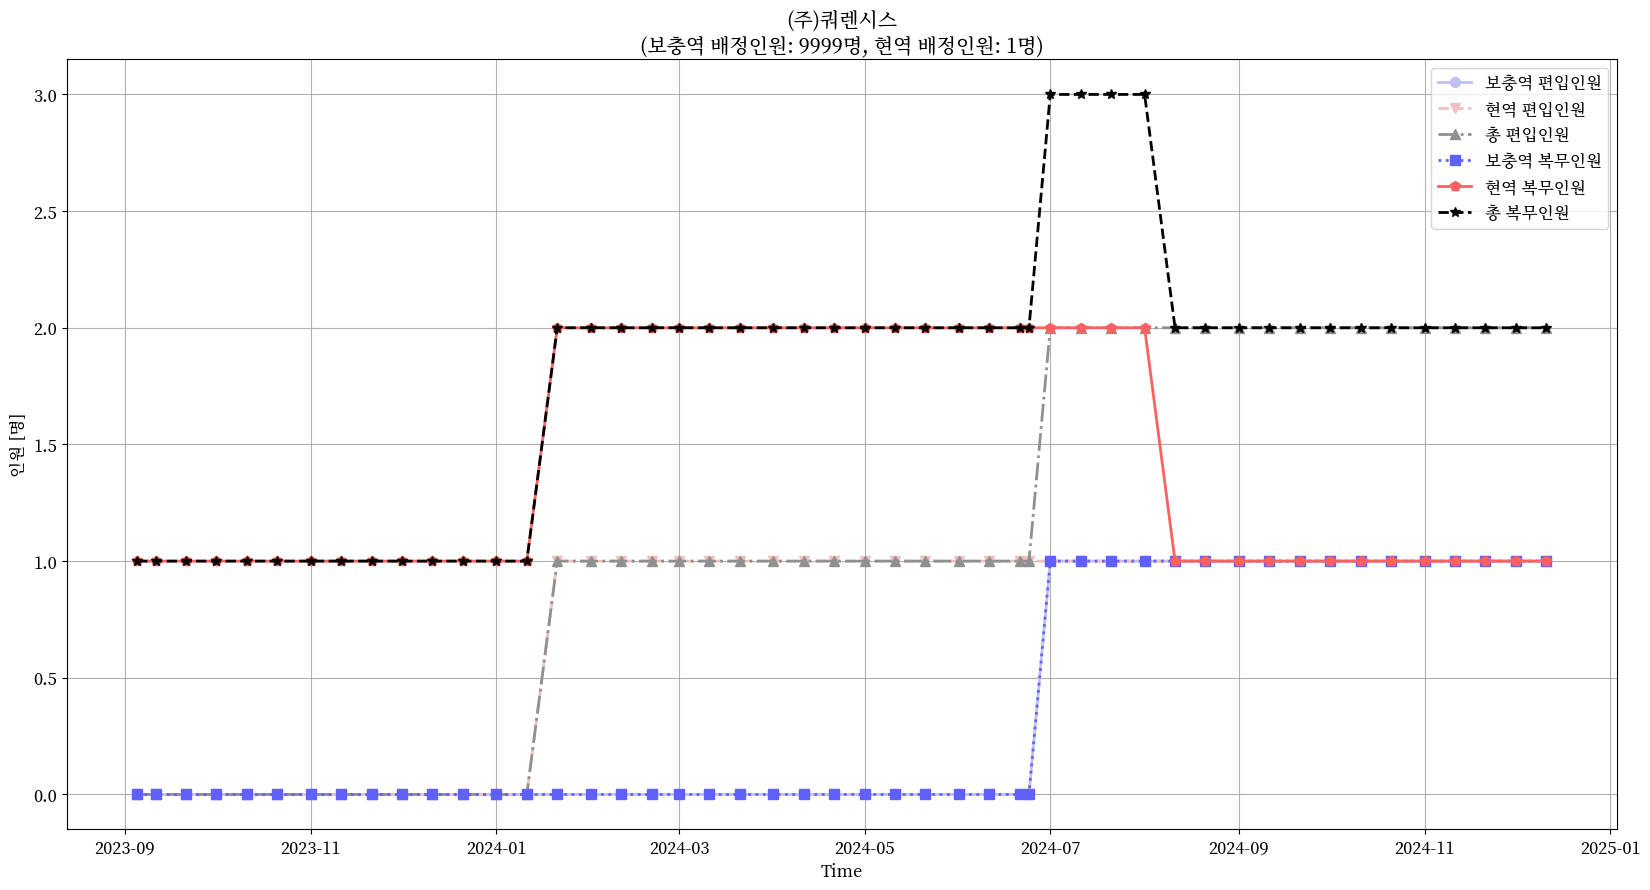 (주)쿼렌시스
(보충역 배정인원: 9999명, 현역 배정인원: 1명)
보충역 편입인원
현역 편입인원
총 편입인원
보충역 복무인원
현역 복무인원
총 복무인원
인원 [명]
3.0
2.5
2.0
1.5
1.0
0.5
0.0
2023-09
2023-11
2024-01
2024-03
2024-05
2024-07
2024-09
2024-11
2025-01
Time